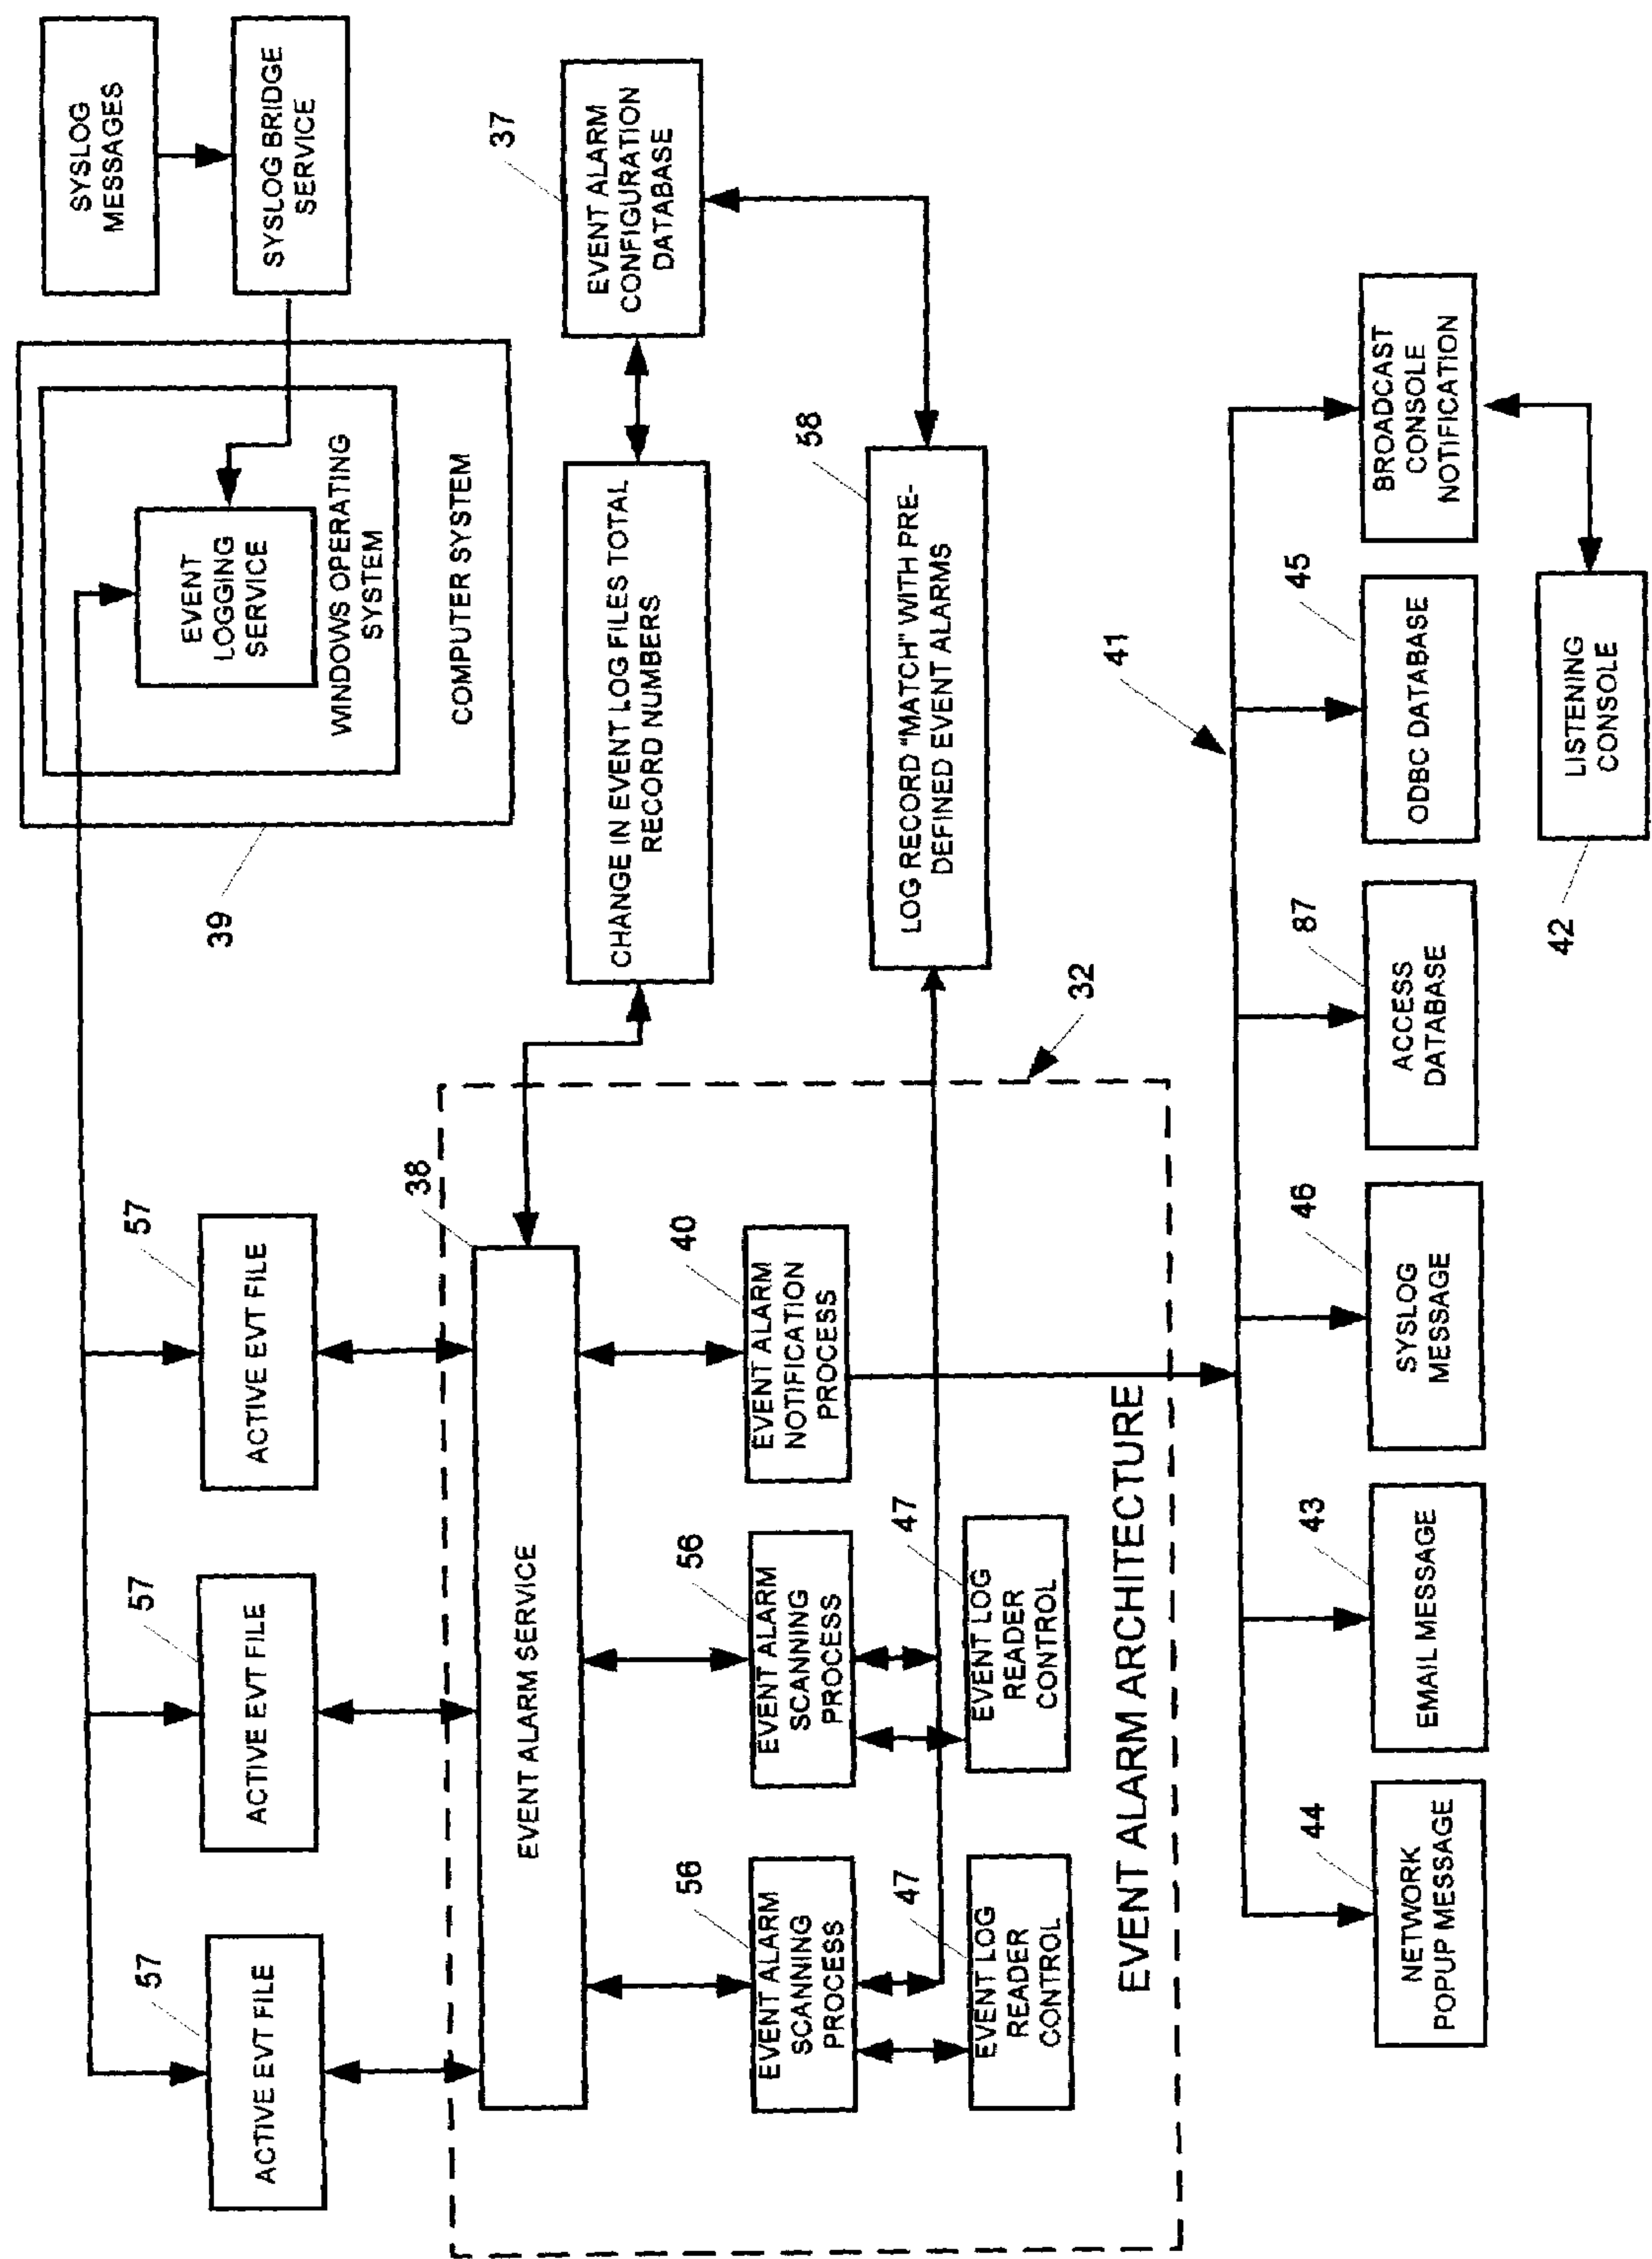 SYSLOG
MESSAGES
SYSLOG BRIDGE
SERVICE
EVENT
LOGGING
SERVICE
WINDOWS OPERATING
SYSTEM
COMPUTER SYSTEM
39
57
ACTIVE EVT FILE
57
ACTIVE EVT FILE
57
ACTIVE EVT FILE
37
EVENT ALARM
CONFIGURATION
DATABASE
CHANGE IN EVENT LOG FILES TOTAL
RECORD NUMBERS
38
EVENT ALARM SERVICE
58
LOG RECORD "MATCH" WITH PRE-
DEFINED EVENT ALARMS
56
EVENT ALARM
SCANNING
PROCESS
56
EVENT ALARM
SCANNING
PROCESS
40
EVENT ALARM
NOTIFICATION
PROCESS
47
EVENT LOG
READER
CONTROL
47
EVENT LOG
READER
CONTROL
32
EVENT ALARM ARCHITECTURE
41
44
NETWORK
POPUP MESSAGE
43
EMAIL MESSAGE
46
SYSLOG
MESSAGE
87
ACCESS
DATABASE
45
ODBC DATABASE
BROADCAST
CONSOLE
NOTIFICATION
42
LISTENING
CONSOLE